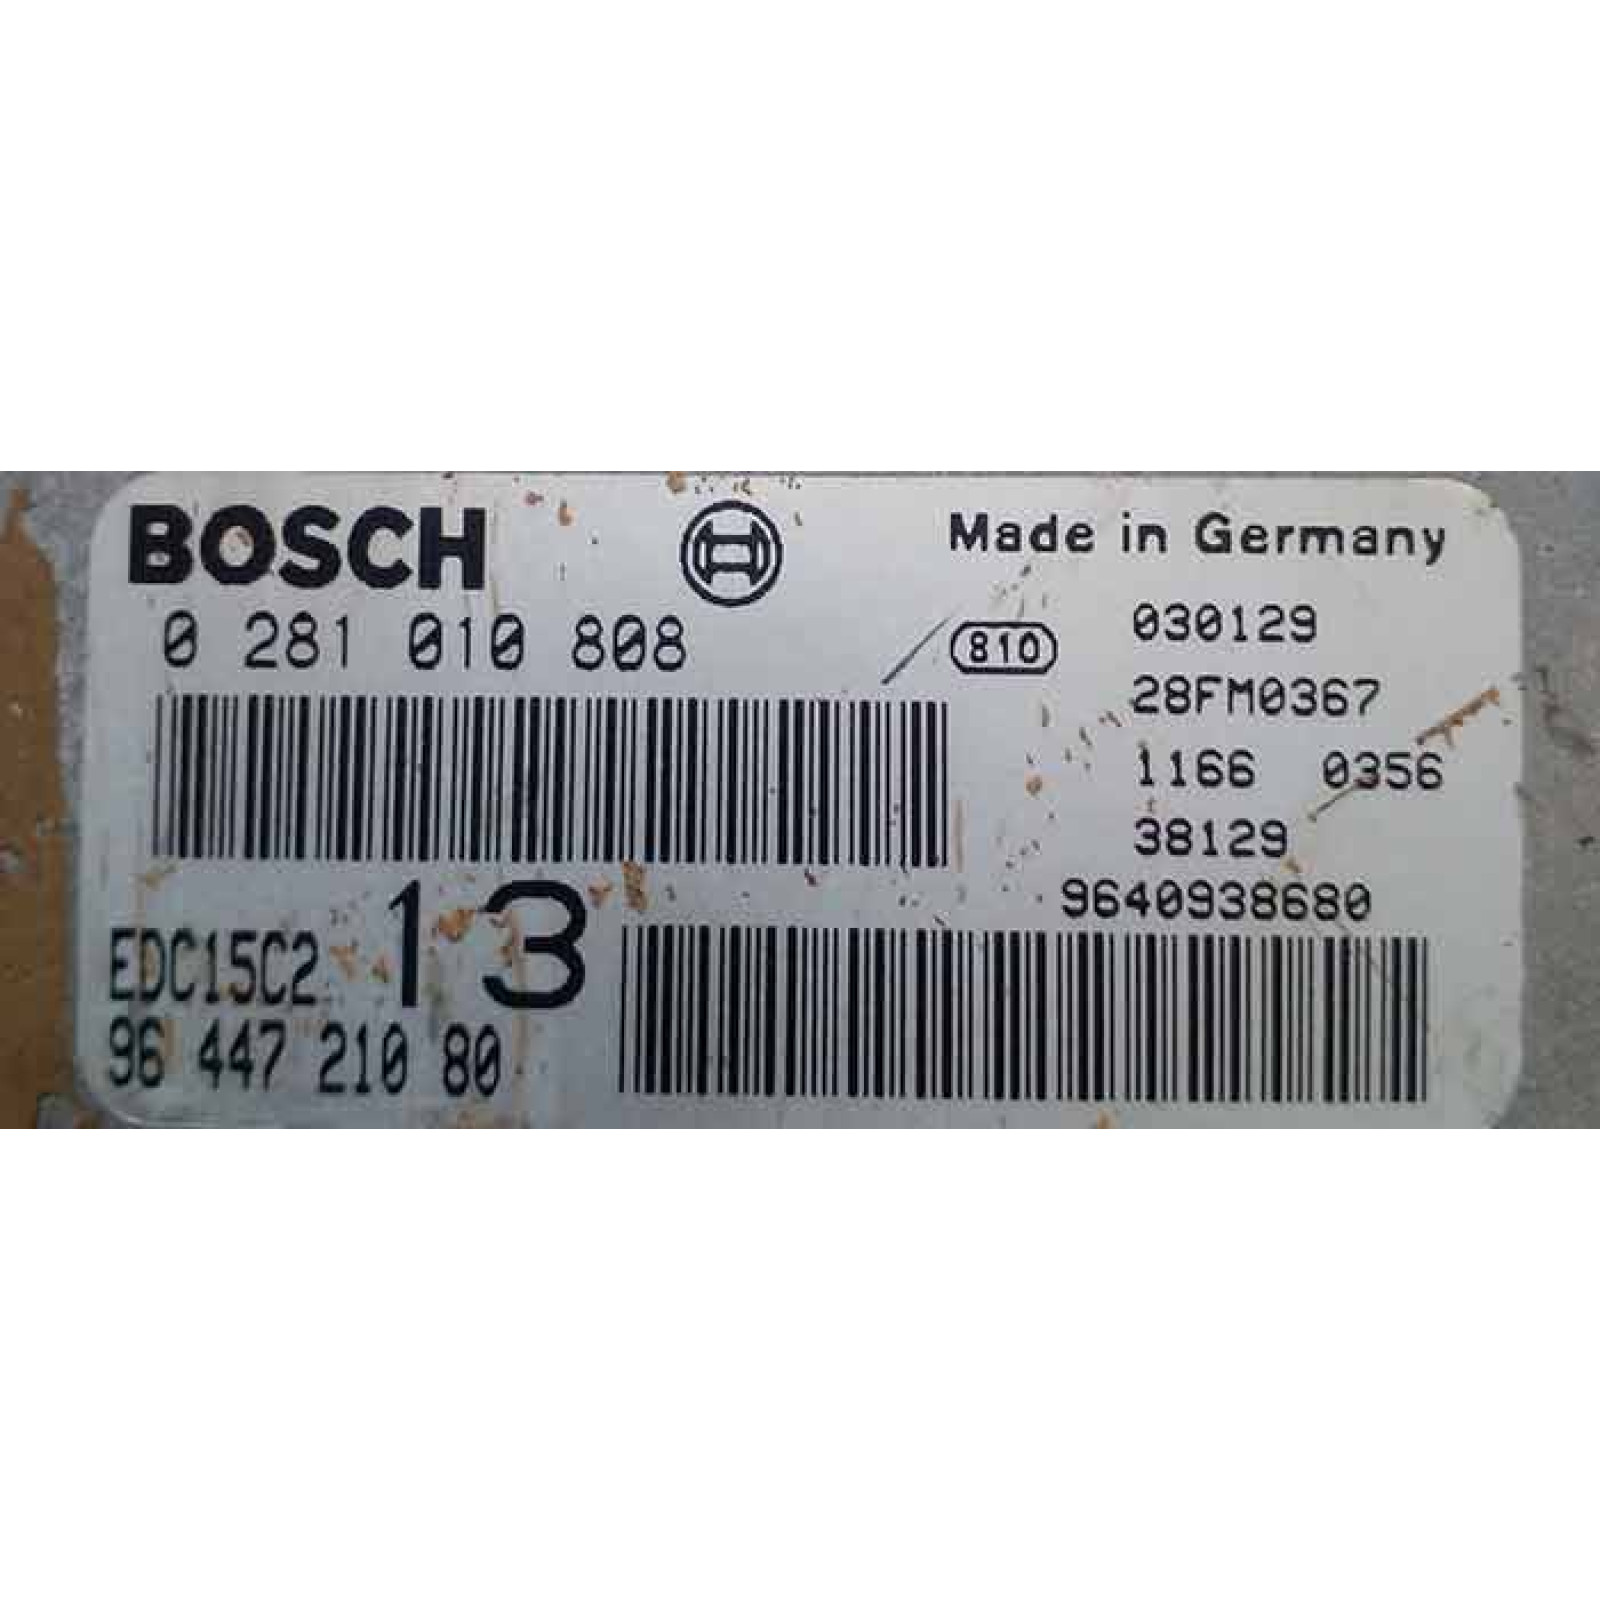 BOSCH
Made in Germany
0 281 010 808
810
030129
28FM0367
1166 0356
38129
9640938680
EDC15C2 13
96 447 210 80